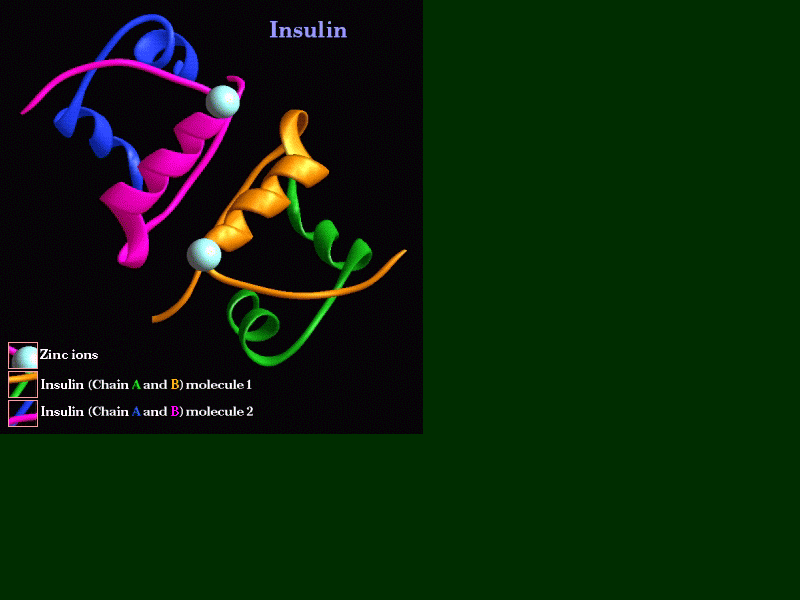 Insulin
Zinc ions
Insulin (Chain A and B) molecule 1
Insulin (Chain A and B) molecule 2